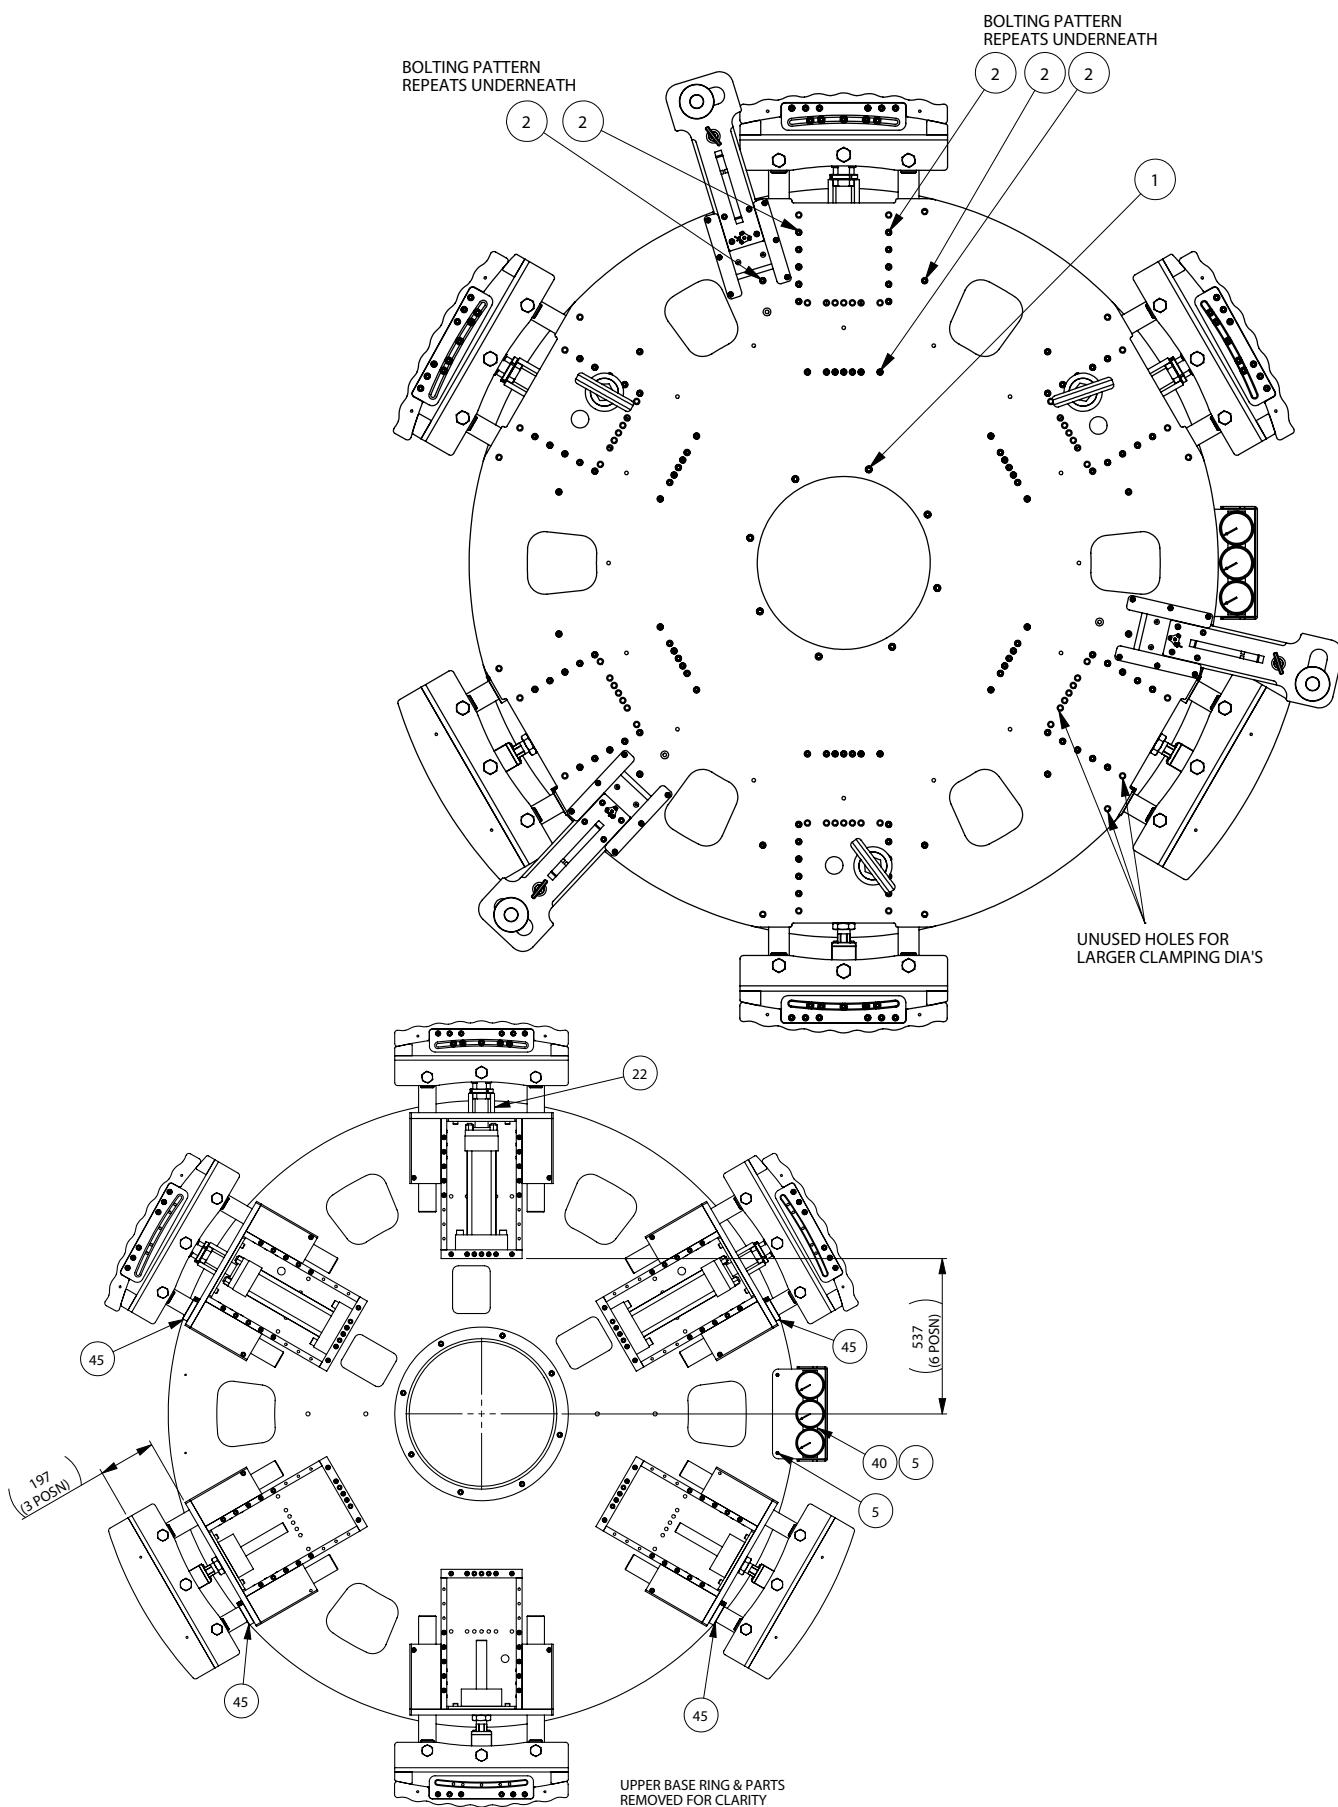 BOLTING PATTERN
REPEATS UNDERNEATH
2
2
2
BOLTING PATTERN
REPEATS UNDERNEATH
2
2
1
UNUSED HOLES FOR
LARGER CLAMPING DIA'S
22
45
45
537
(6 POSN)
197
(3 POSN)
40
5
5
45
45
UPPER BASE RING & PARTS
REMOVED FOR CLARITY